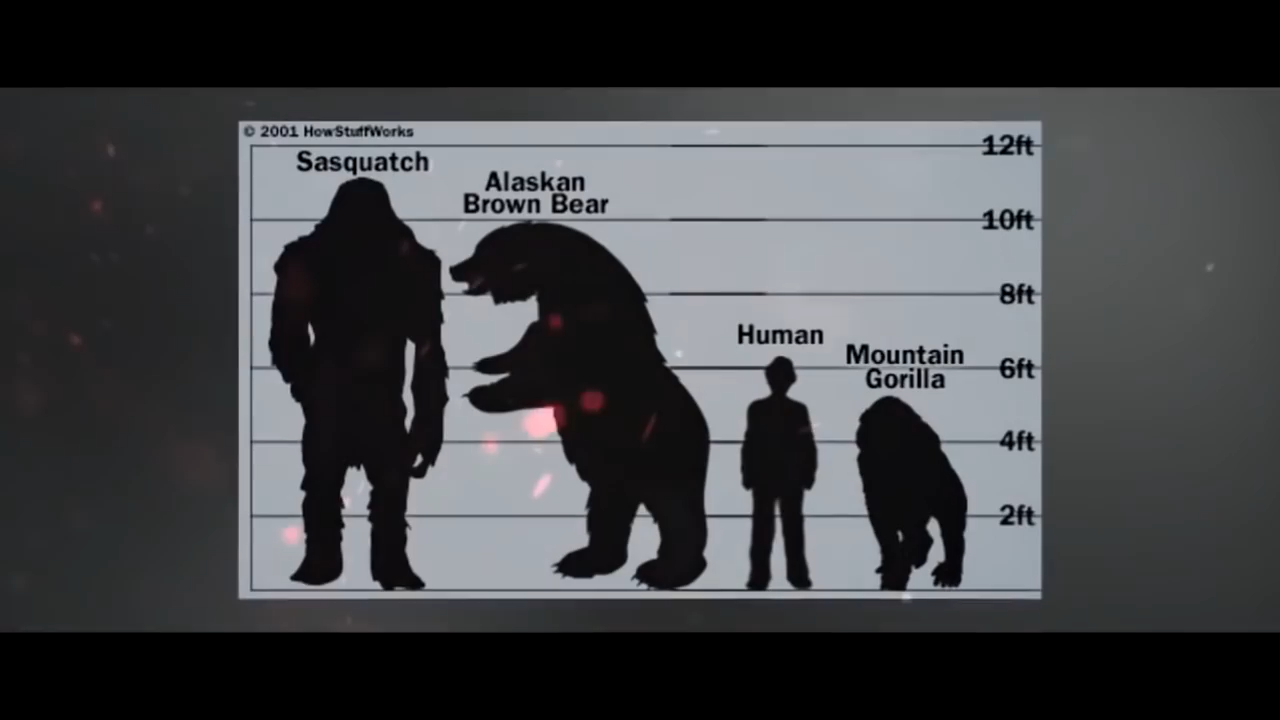 © 2001 HowStuffWorks
12ft
Sasquatch
Alaskan
Brown Bear
10ft
8ft
Human
Mountain
Gorilla
6ft
4ft
2ft